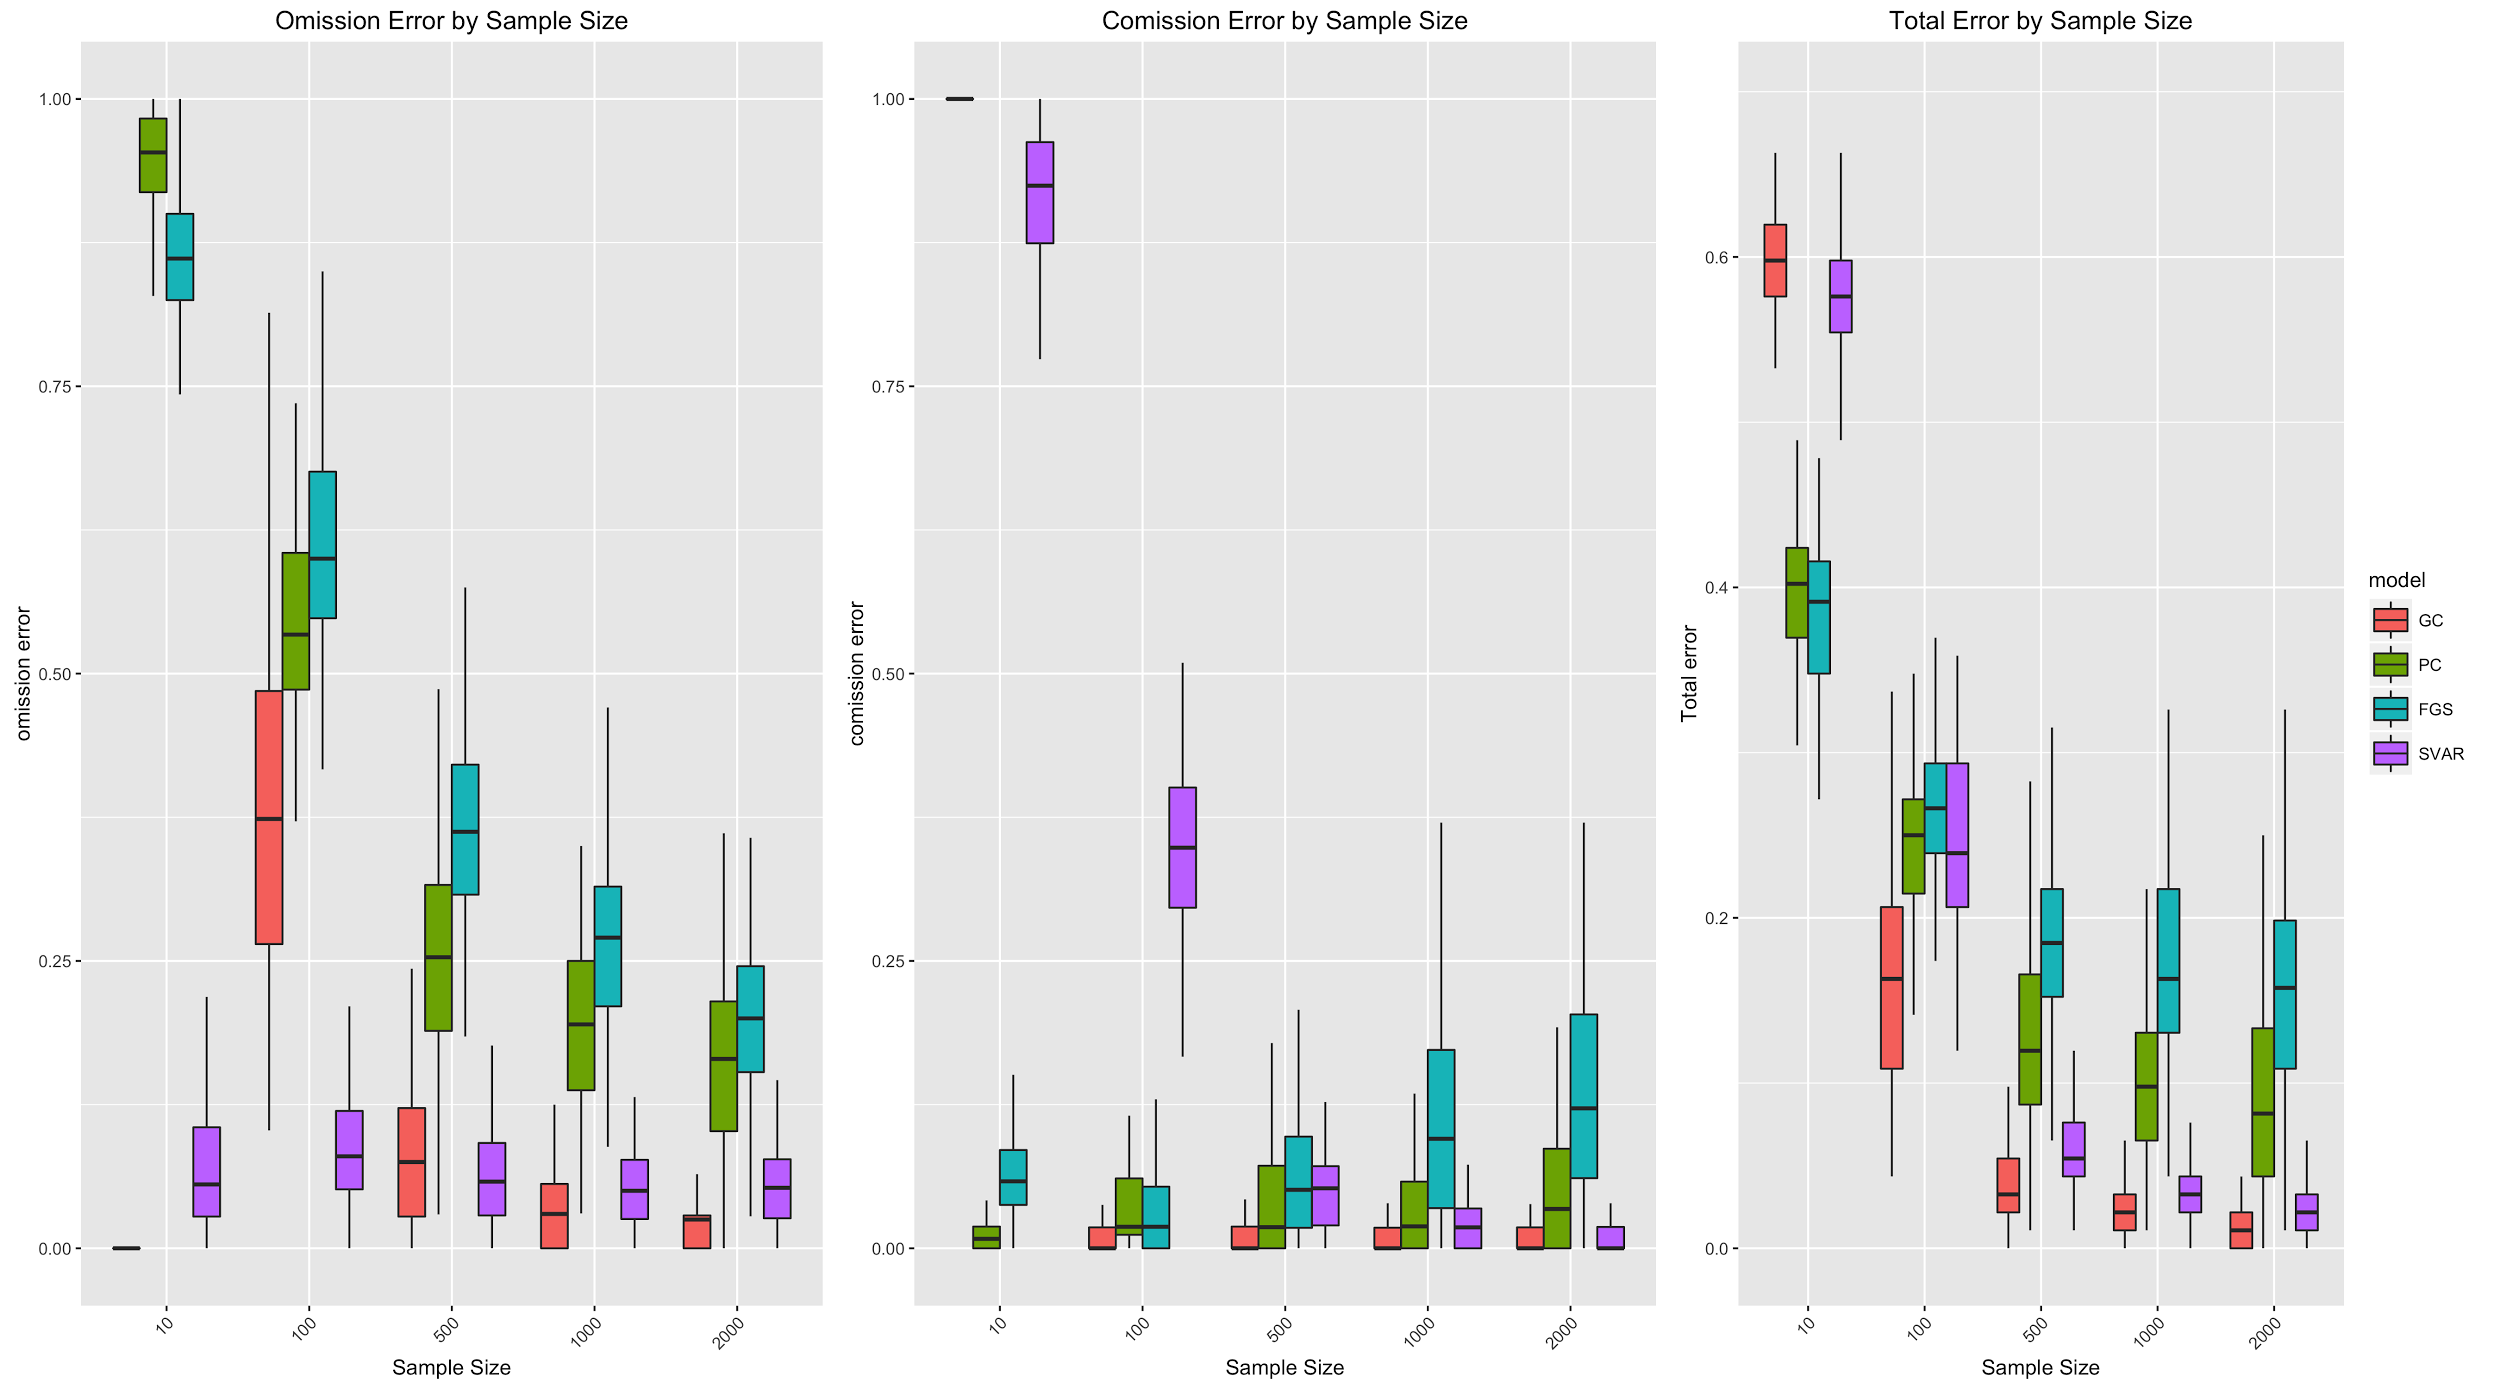 Omission Error by Sample Size
omission error
1.00
0.75
0.50
0.25
0.00
10
100
500
1000
2000
Sample Size
Comission Error by Sample Size
comission error
1.00
0.75
0.50
0.25
0.00
10
100
500
1000
2000
Sample Size
Total Error by Sample Size
Total error
0.6
0.4
0.2
0.0
10
100
500
1000
2000
Sample Size
model
GC
PC
FGS
SVAR